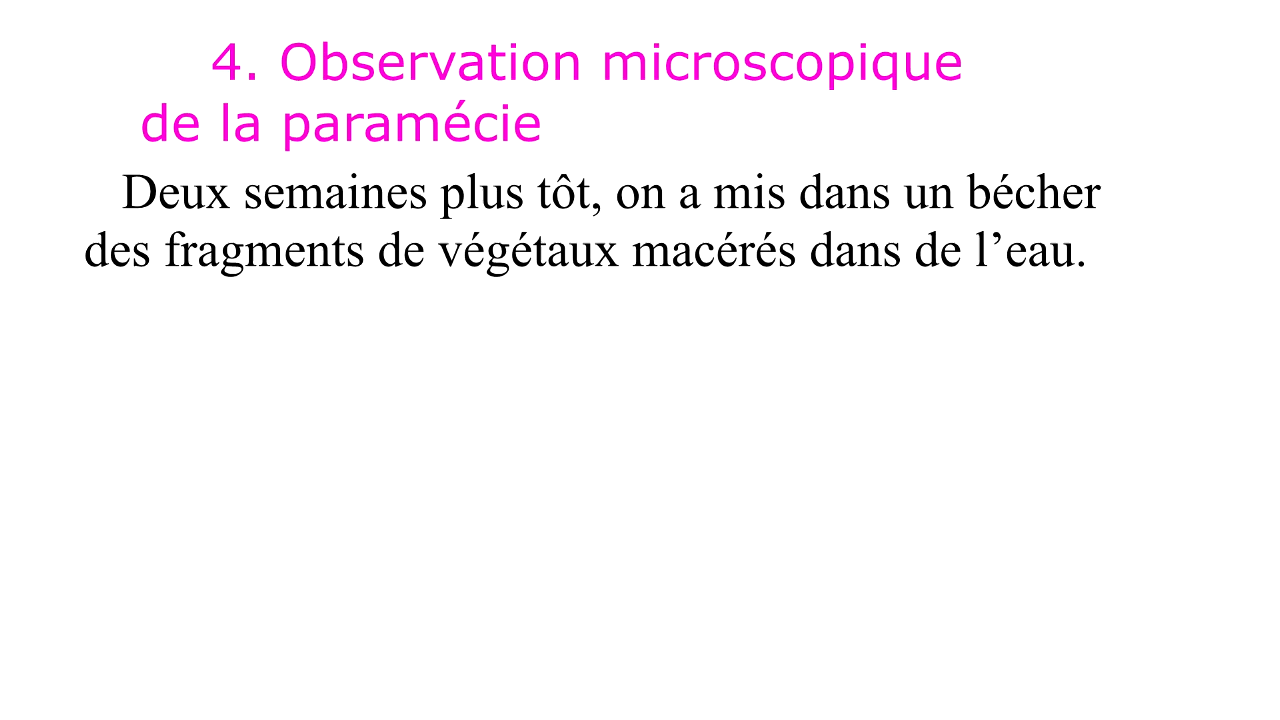 4. Observation microscopique
de la paramécie
Deux semaines plus tôt, on a mis dans un bécher
des fragments de végétaux macérés dans de l’eau.